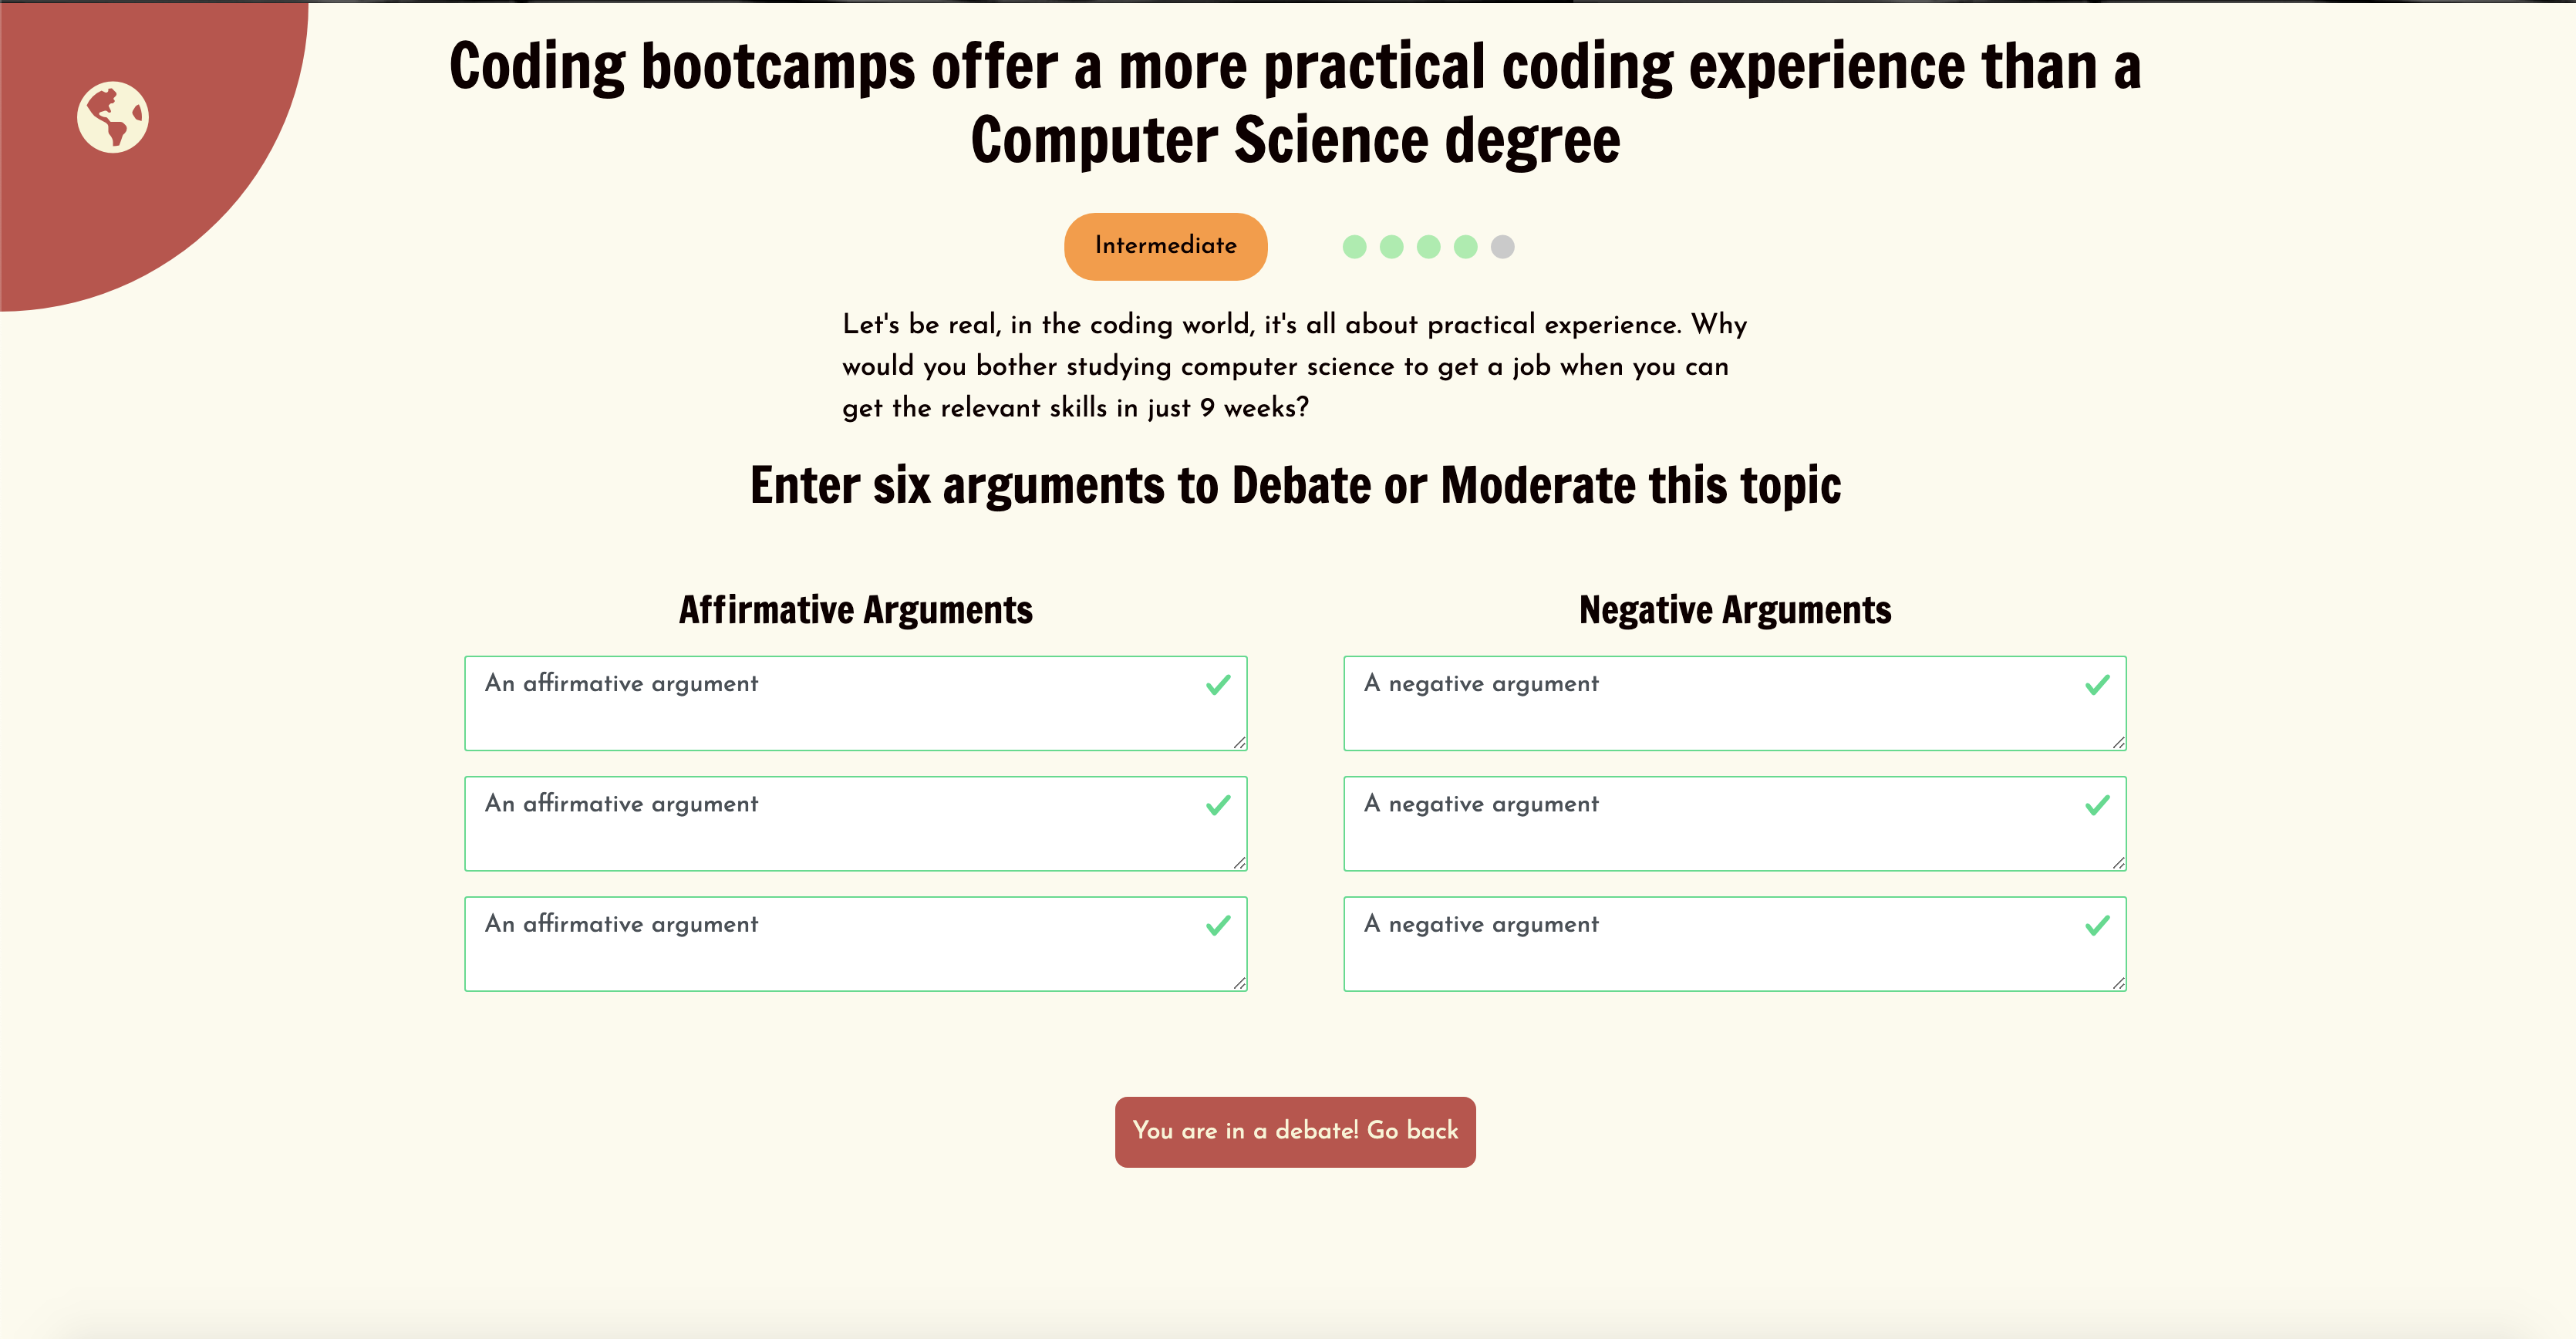 Coding bootcamps offer a more practical coding experience than a
Computer Science degree
Intermediate
Let's be real, in the coding world, it's all about practical experience. Why
would you bother studying computer science to get a job when you can
get the relevant skills in just 9 weeks?
Enter six arguments to Debate or Moderate this topic
Affirmative Arguments
An affirmative argument
An affirmative argument
An affirmative argument
Negative Arguments
A negative argument
A negative argument
A negative argument
You are in a debate! Go back